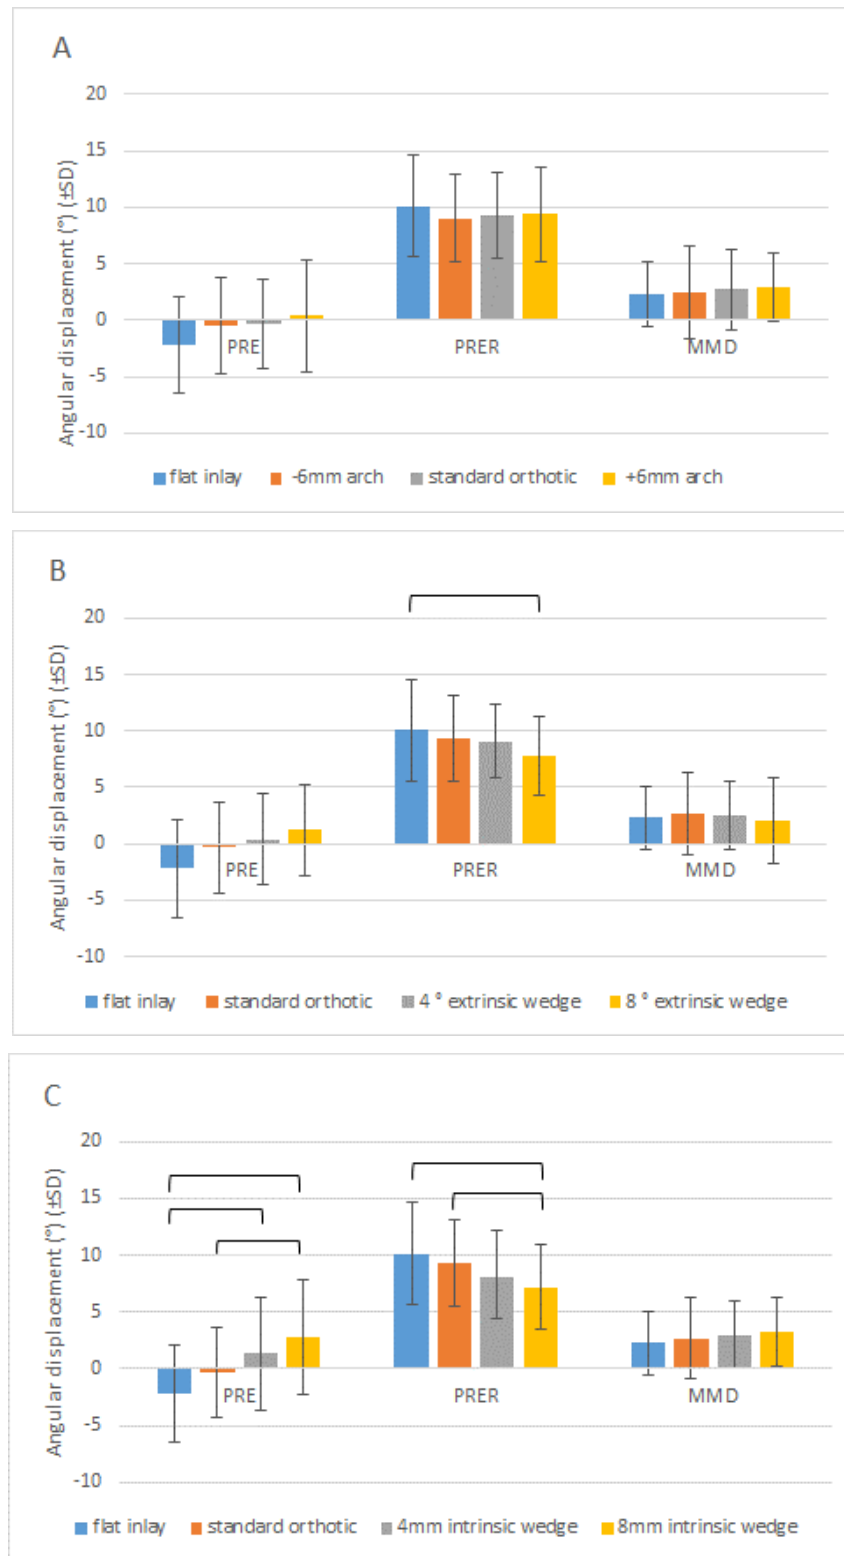 A
Angular displacement (°) (±SD)
20
15
10
5
0
-5
-10
PRE PRER MMD
flat inlay -6mm arch standard orthotic +6mm arch
B
Angular displacement (°) (±SD)
20
15
10
5
0
-5
-10
PRE PRER MMD
flat inlay standard orthotic 4 ° extrinsic wedge 8 ° extrinsic wedge
C
Angular displacement (°) (±SD)
20
15
10
5
0
-5
-10
PRE PRER MMD
flat inlay standard orthotic 4mm intrinsic wedge 8mm intrinsic wedge